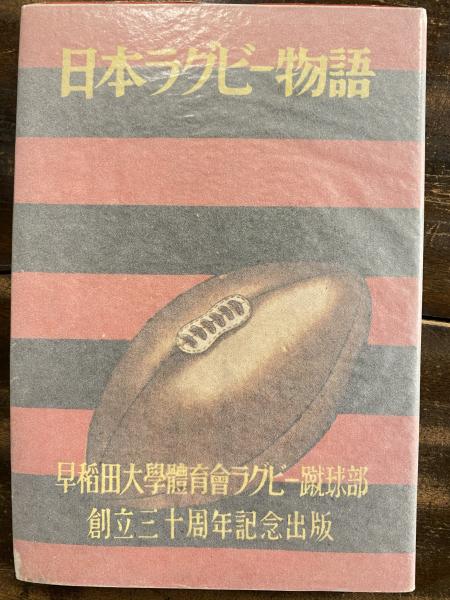 日本ラグビー物語
早稲田大學體育會ラグビー蹴球部
創立三十周年記念出版